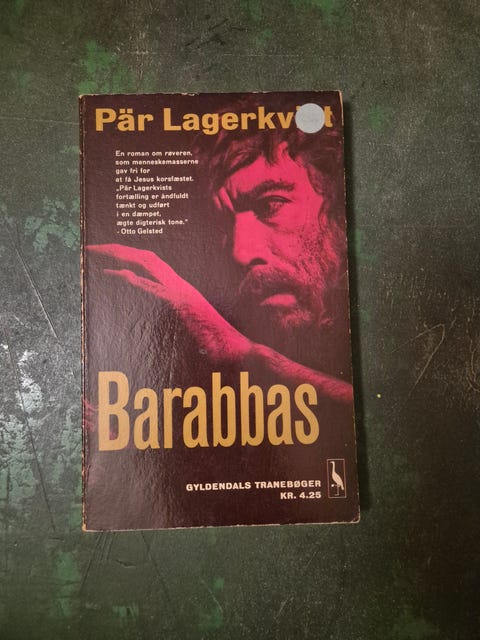 Pär Lagerkvist
En roman om røveren,
som menneskemasserne
gav fri for
at få Jesus korsfæstet.
„Pär Lagerkvists
fortælling er åndfuldt
tænkt og udført
i en dæmpet,
ægte digterisk tone."
- Otto Gelsted
Barabbas
GYLDENDALS TRANEBØGER
KR. 4.25